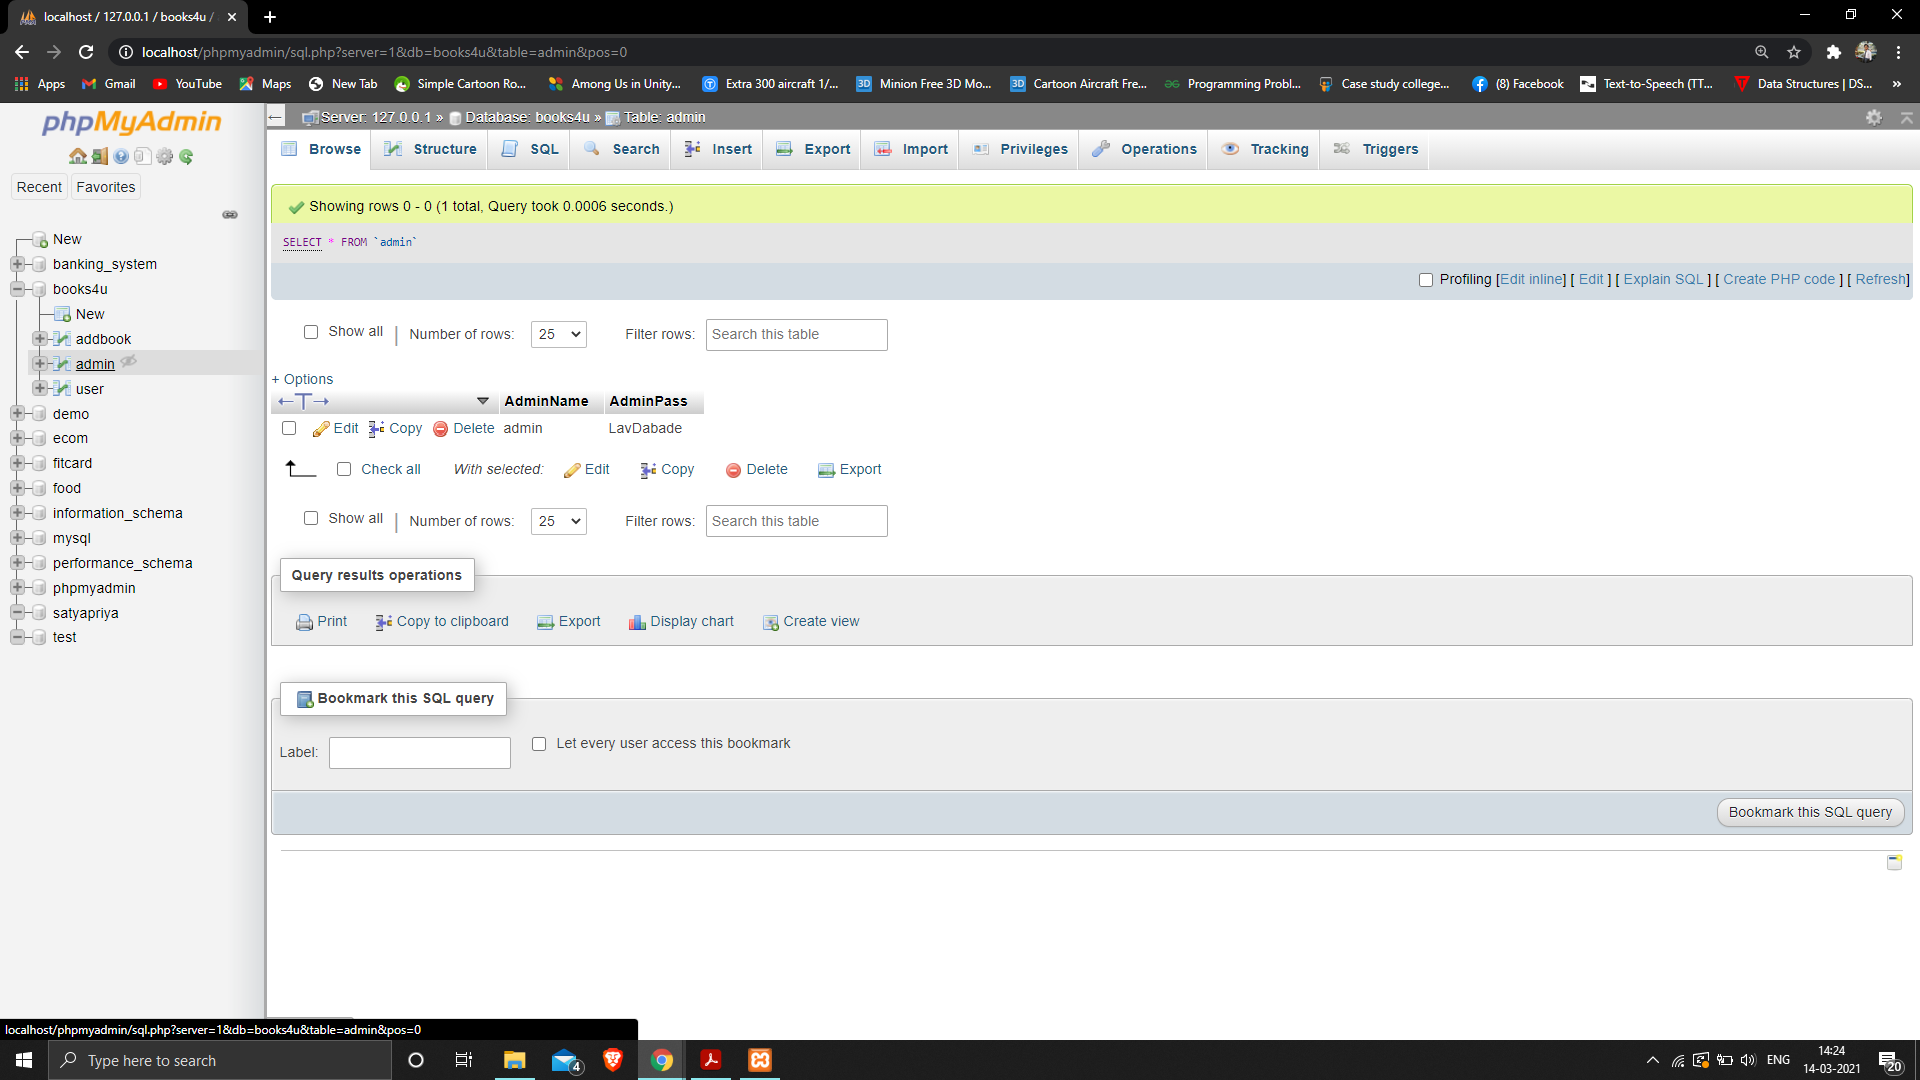 localhost / 127.0.0.1 / books4u /
localhost/phpmyadmin/sql.php?server=1&db=books4u&table=admin&pos=0
Apps Gmail YouTube Maps New Tab Simple Cartoon Ro... Among Us in Unity... Extra 300 aircraft 1/... Minion Free 3D Mo... Cartoon Aircraft Fre... Programming Probl... Case study college... (8) Facebook Text-to-Speech (TT... Data Structures | DS... »
phpMyAdmin
Recent Favorites
New
banking_system
books4u
New
addbook
admin
user
demo
ecom
fitcard
food
information_schema
mysql
performance_schema
phpmyadmin
satyapriya
test
Server: 127.0.0.1 » Database: books4u » Table: admin
Browse Structure SQL Search Insert Export Import Privileges Operations Tracking Triggers
Showing rows 0 - 0 (1 total, Query took 0.0006 seconds.)
SELECT * FROM `admin`
Profiling [Edit inline] [ Edit ] [ Explain SQL ] [ Create PHP code ] [ Refresh]
Show all | Number of rows: 25 Filter rows: Search this table
+ Options
←T→ AdminName AdminPass
Edit Copy Delete admin LavDabade
Check all With selected: Edit Copy Delete Export
Show all | Number of rows: 25 Filter rows: Search this table
Query results operations
Print Copy to clipboard Export Display chart Create view
Bookmark this SQL query
Label: Let every user access this bookmark
Bookmark this SQL query
localhost/phpmyadmin/sql.php?server=1&db=books4u&table=admin&pos=0
Type here to search 4 ENG 14:24
14-03-2021 20